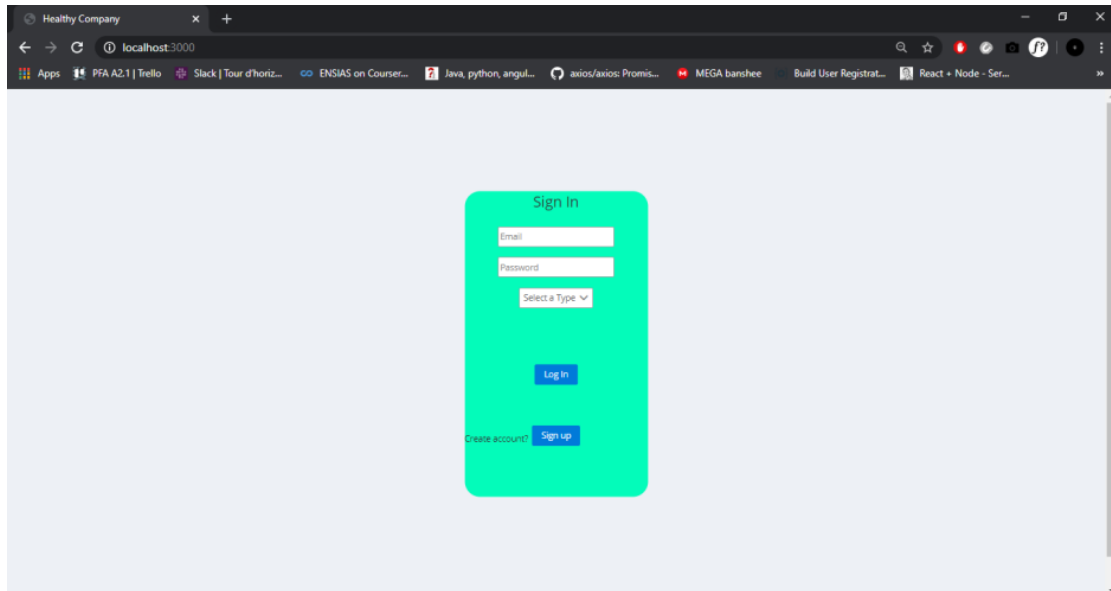 Healthy Company
localhost:3000
Apps PFA A2.1 | Trello Slack | Tour d'horiz... ENSIAS on Courser... Java, python, angul... axios/axios: Promis... MEGA banshee Build User Registrat... React + Node - Ser... »
Sign In
Email
Password
Select a Type
Log In
Create account? Sign up